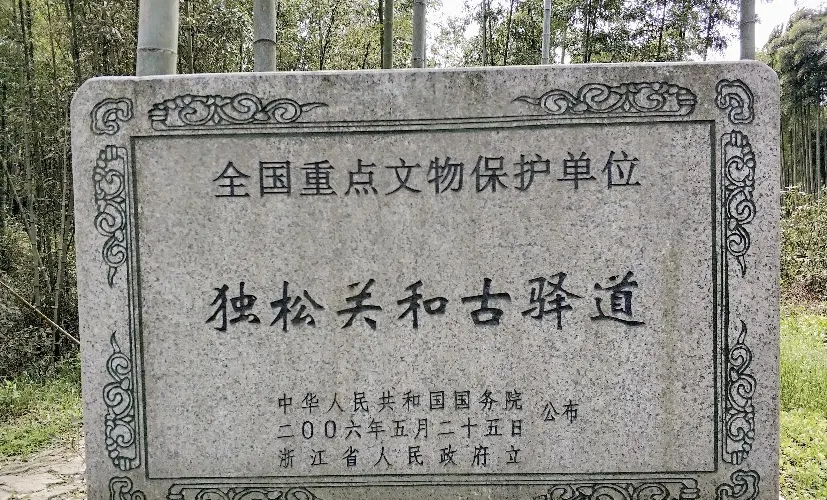 全国重点文物保护单位
独松关和古驿道
中华人民共和国国务院 公布
二〇〇六年五月二十五日
浙江省人民政府立